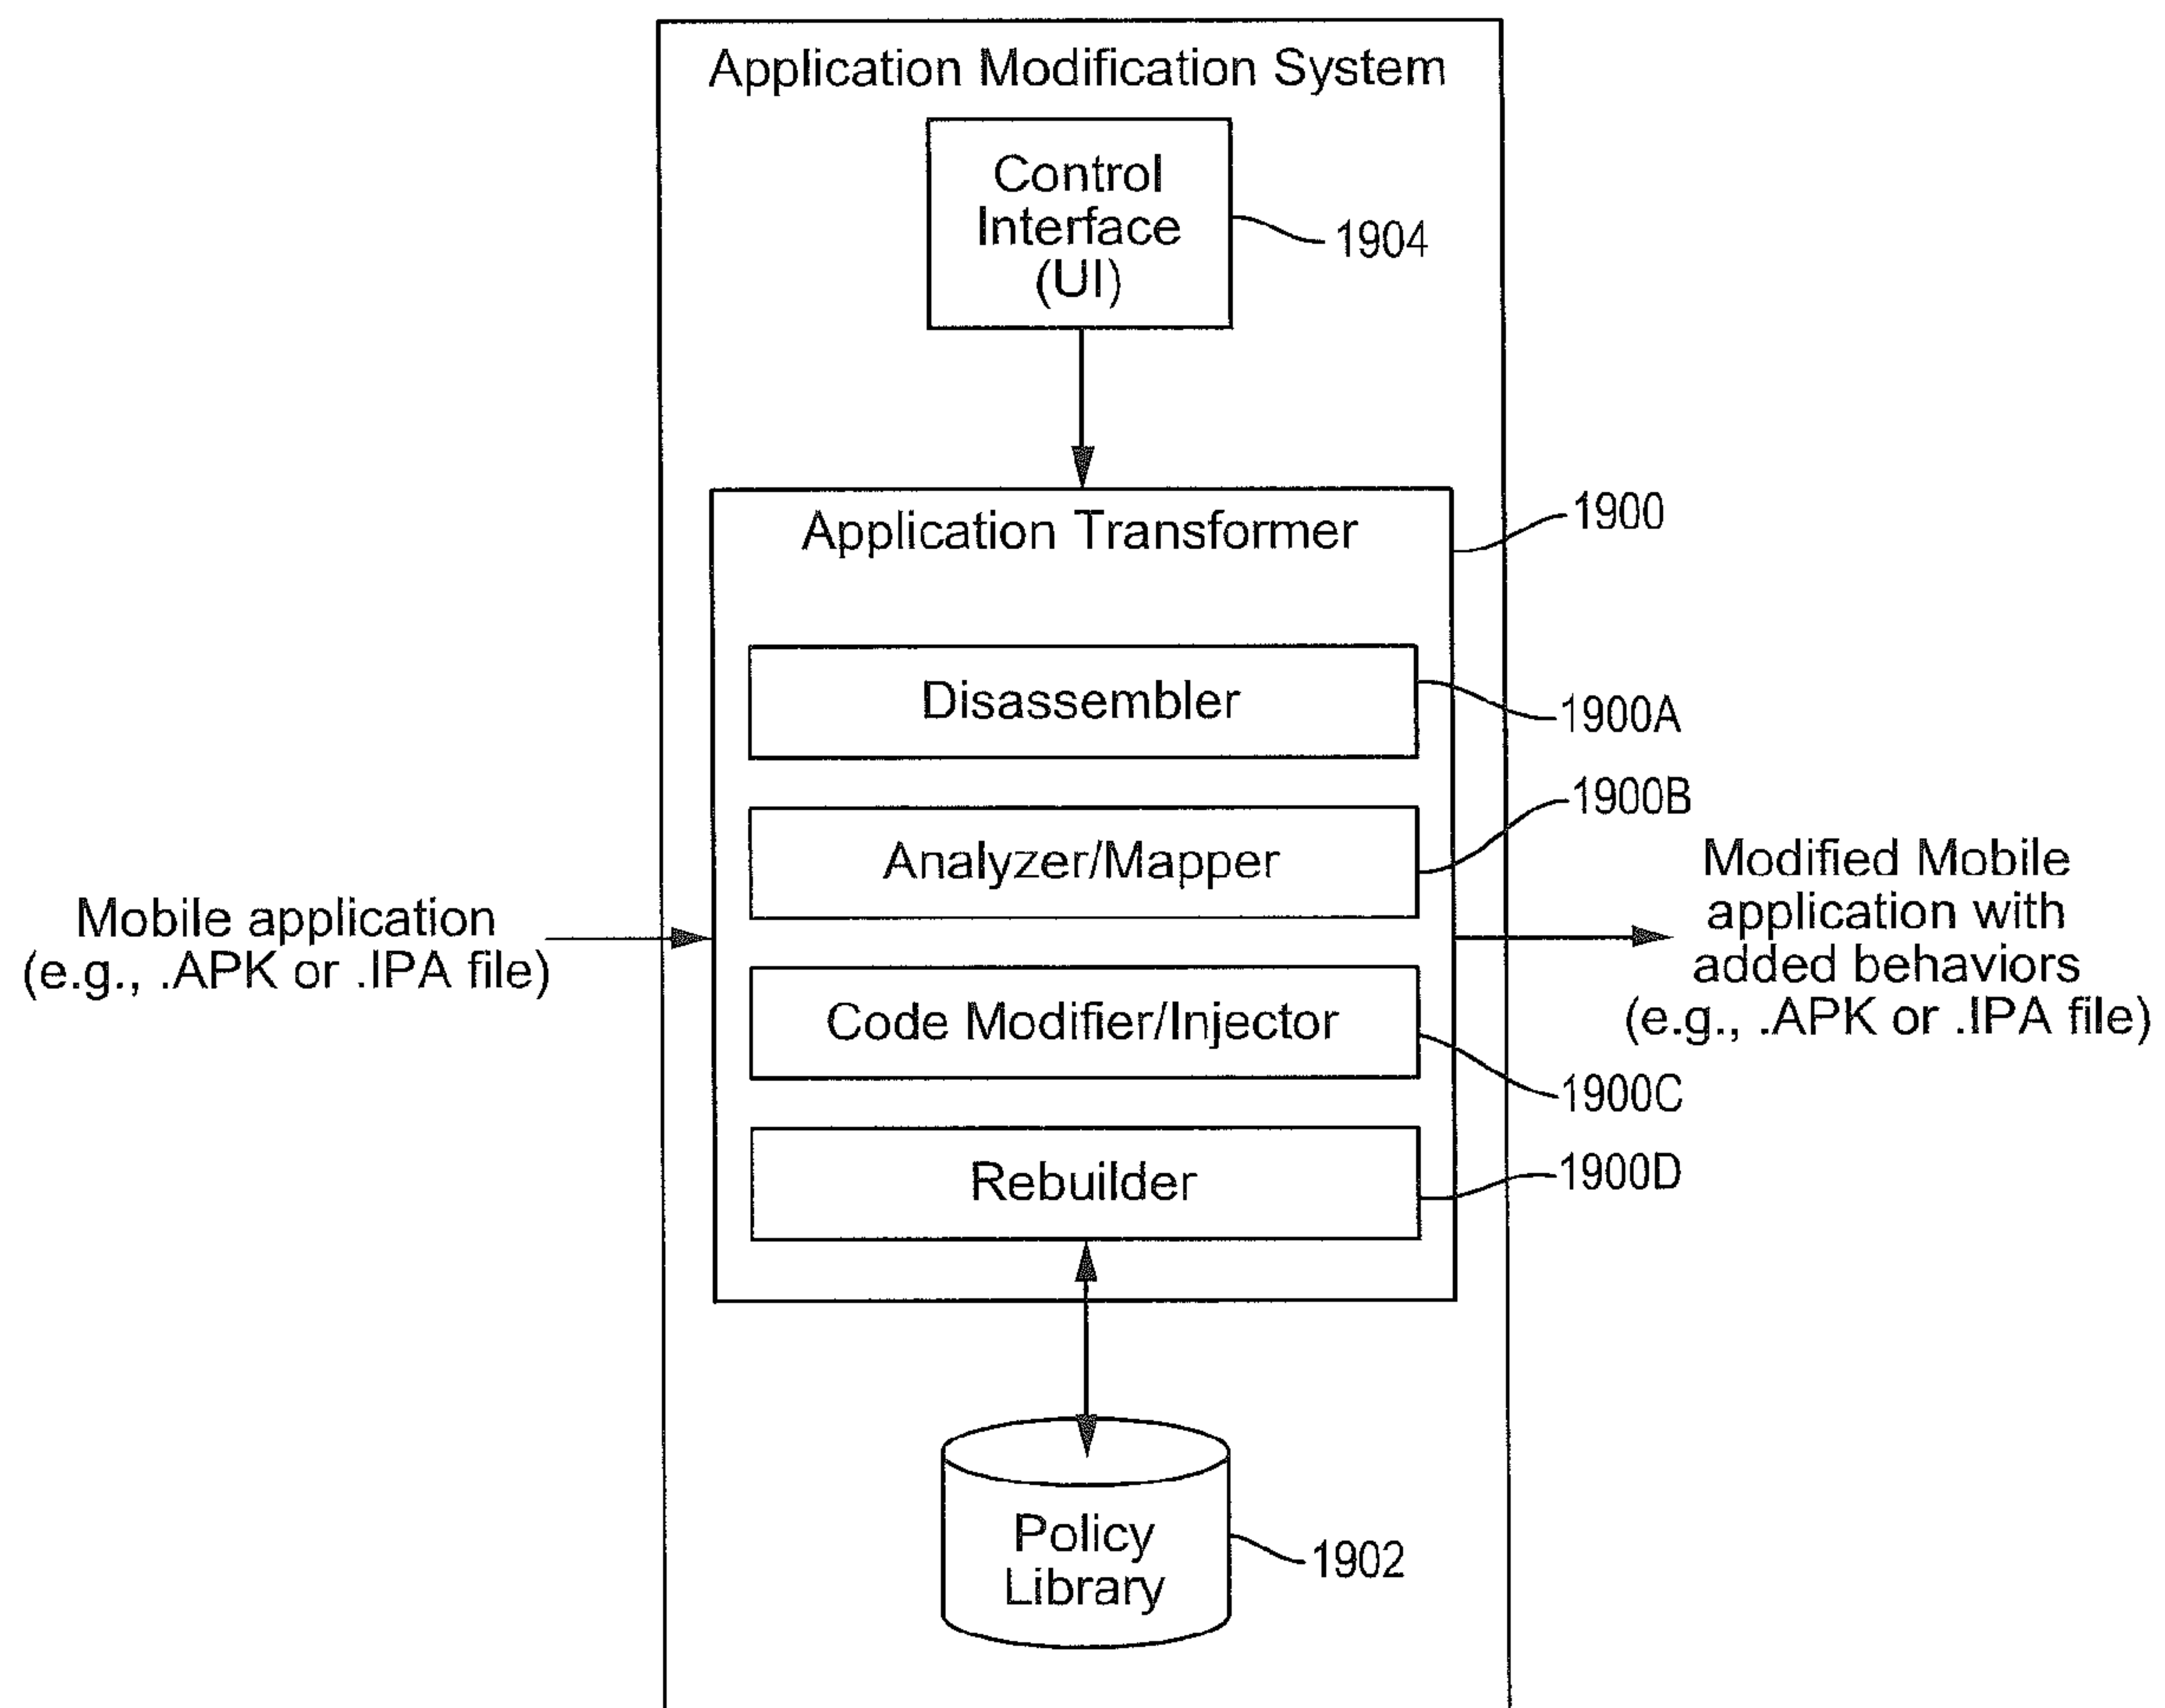 Application Modification System
Control
Interface
(UI)
1904
Application Transformer
1900
Disassembler
1900A
Analyzer/Mapper
1900B
Mobile application
(e.g., .APK or .IPA file)
Code Modifier/Injector
1900C
Rebuilder
1900D
Modified Mobile
application with
added behaviors
(e.g., .APK or .IPA file)
Policy
Library
1902